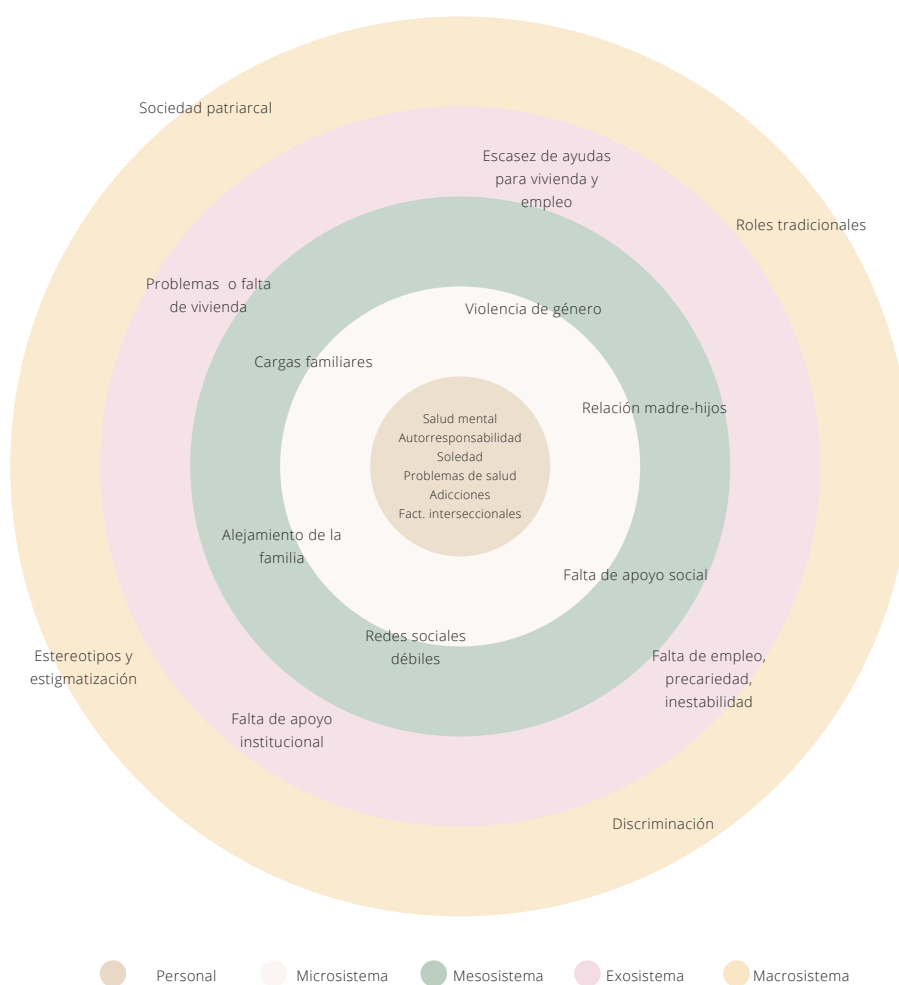 Sociedad patriarcal
Escasez de ayudas
para vivienda y
empleo
Roles tradicionales
Problemas o falta
de vivienda
Violencia de género
Cargas familiares
Relación madre-hijos
Salud mental
Autorresponsabilidad
Soledad
Problemas de salud
Adicciones
Fact. interseccionales
Alejamiento de la
familia
Falta de apoyo social
Redes sociales
débiles
Estereotipos y
estigmatización
Falta de empleo,
precariedad,
inestabilidad
Falta de apoyo
institucional
Discriminación
Personal
Microsistema
Mesosistema
Exosistema
Macrosistema